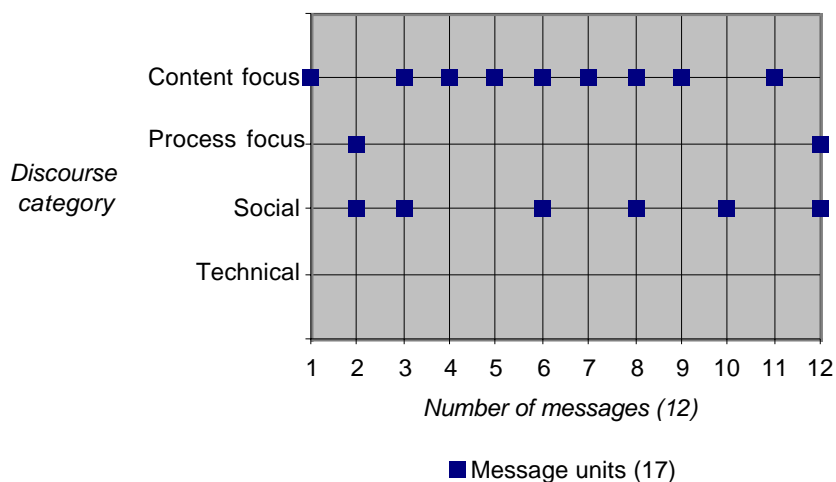 Content focus
Process focus
Discourse
category
Social
Technical
1 2 3 4 5 6 7 8 9 10 11 12
Number of messages (12)
Message units (17)